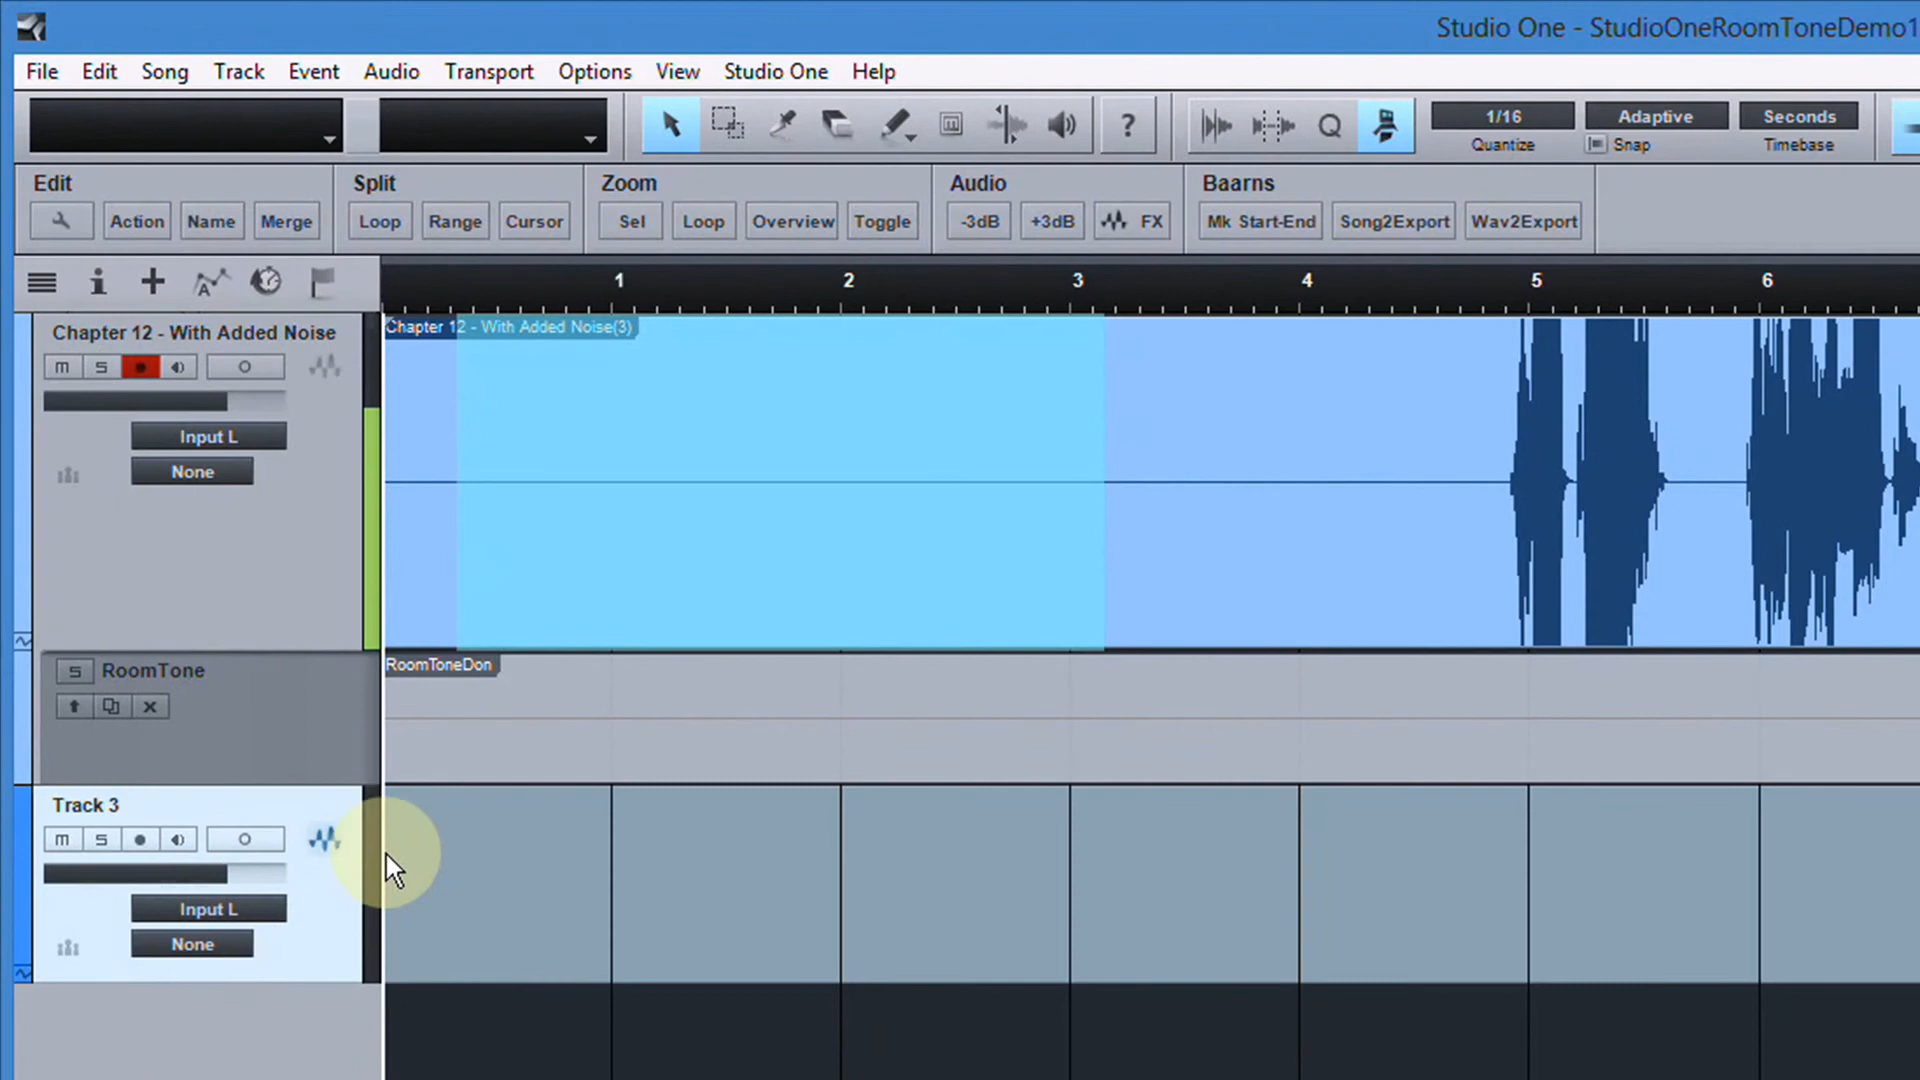 Studio One - StudioOneRoomToneDemo1
File Edit Song Track Event Audio Transport Options View Studio One Help
? Q 1/16 Adaptive Seconds
Quantize Snap Timebase
Edit Split Zoom Audio Baarns
Action Name Merge Loop Range Cursor Sel Loop Overview Toggle -3dB +3dB FX Mk Start-End Song2Export Wav2Export
i A 1 2 3 4 5 6
Chapter 12 - With Added Noise
Chapter 12 - With Added Noise(3)
m S
Input L
None
S RoomTone
RoomToneDon
Track 3
m S
Input L
None